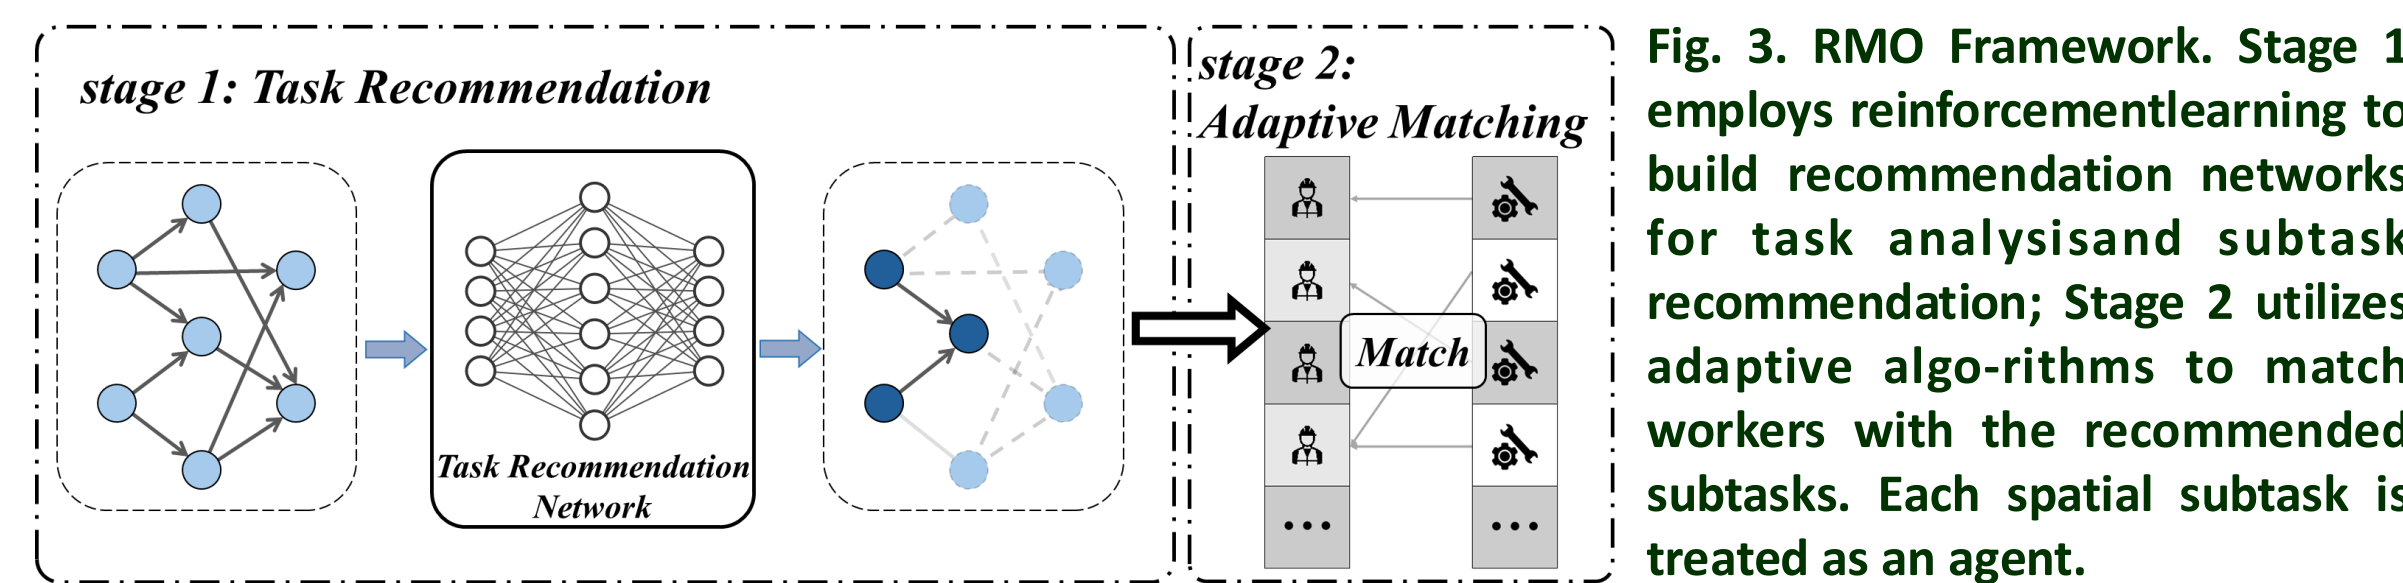 stage 1: Task Recommendation
Task Recommendation
Network
stage 2:
Adaptive Matching
Match
...
...
Fig. 3. RMO Framework. Stage 1
employs reinforcementlearning to
build recommendation networks
for task analysisand subtask
recommendation; Stage 2 utilizes
adaptive algo-rithms to match
workers with the recommended
subtasks. Each spatial subtask is
treated as an agent.